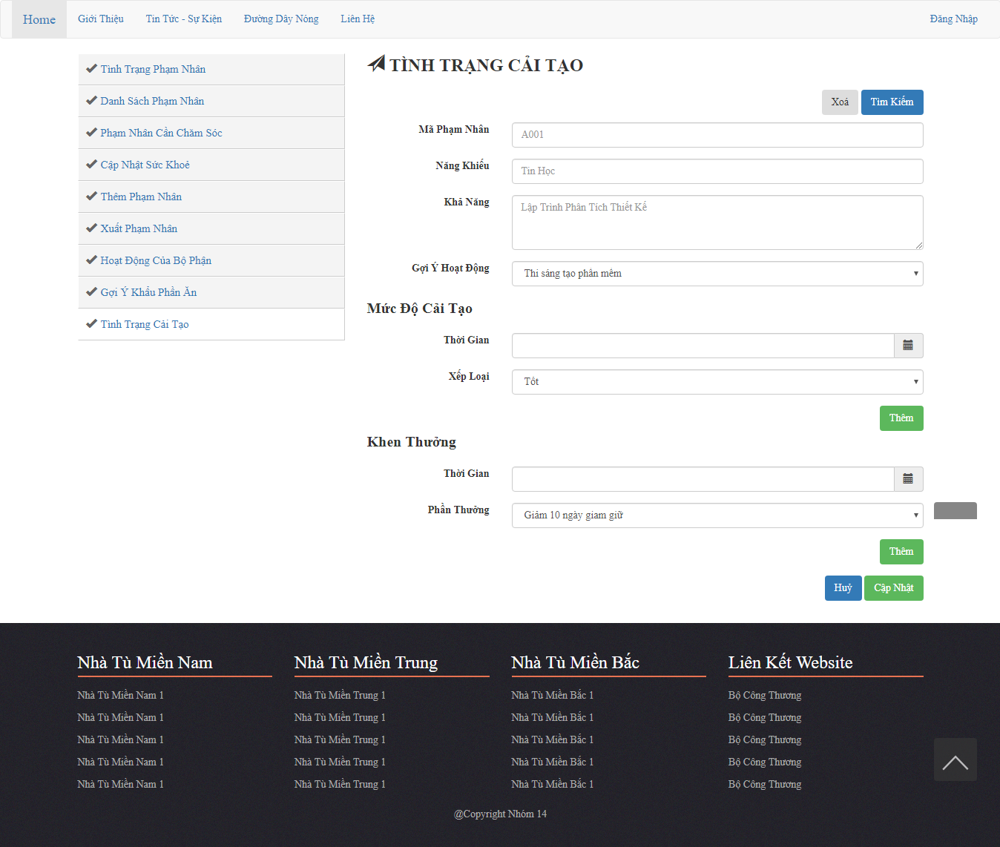 Home Giới Thiệu Tin Tức - Sự Kiện Đường Dây Nóng Liên Hệ Đăng Nhập
Tình Trạng Phạm Nhân
Danh Sách Phạm Nhân
Phạm Nhân Cần Chăm Sóc
Cập Nhật Sức Khoẻ
Thêm Phạm Nhân
Xuất Phạm Nhân
Hoạt Động Của Bộ Phận
Gợi Ý Khẩu Phần Ăn
Tình Trạng Cải Tạo
TÌNH TRẠNG CẢI TẠO
Xoá Tìm Kiếm
Mã Phạm Nhân A001
Năng Khiếu Tin Học
Khả Năng Lập Trình Phân Tích Thiết Kế
Gợi Ý Hoạt Động Thi sáng tạo phần mềm
Mức Độ Cải Tạo
Thời Gian
Xếp Loại Tốt
Thêm
Khen Thưởng
Thời Gian
Phần Thưởng Giảm 10 ngày giam giữ
Thêm
Huỷ Cập Nhật
Nhà Tù Miền Nam Nhà Tù Miền Trung Nhà Tù Miền Bắc Liên Kết Website
Nhà Tù Miền Nam 1 Nhà Tù Miền Trung 1 Nhà Tù Miền Bắc 1 Bộ Công Thương
Nhà Tù Miền Nam 1 Nhà Tù Miền Trung 1 Nhà Tù Miền Bắc 1 Bộ Công Thương
Nhà Tù Miền Nam 1 Nhà Tù Miền Trung 1 Nhà Tù Miền Bắc 1 Bộ Công Thương
Nhà Tù Miền Nam 1 Nhà Tù Miền Trung 1 Nhà Tù Miền Bắc 1 Bộ Công Thương
Nhà Tù Miền Nam 1 Nhà Tù Miền Trung 1 Nhà Tù Miền Bắc 1 Bộ Công Thương
@Copyright Nhóm 14